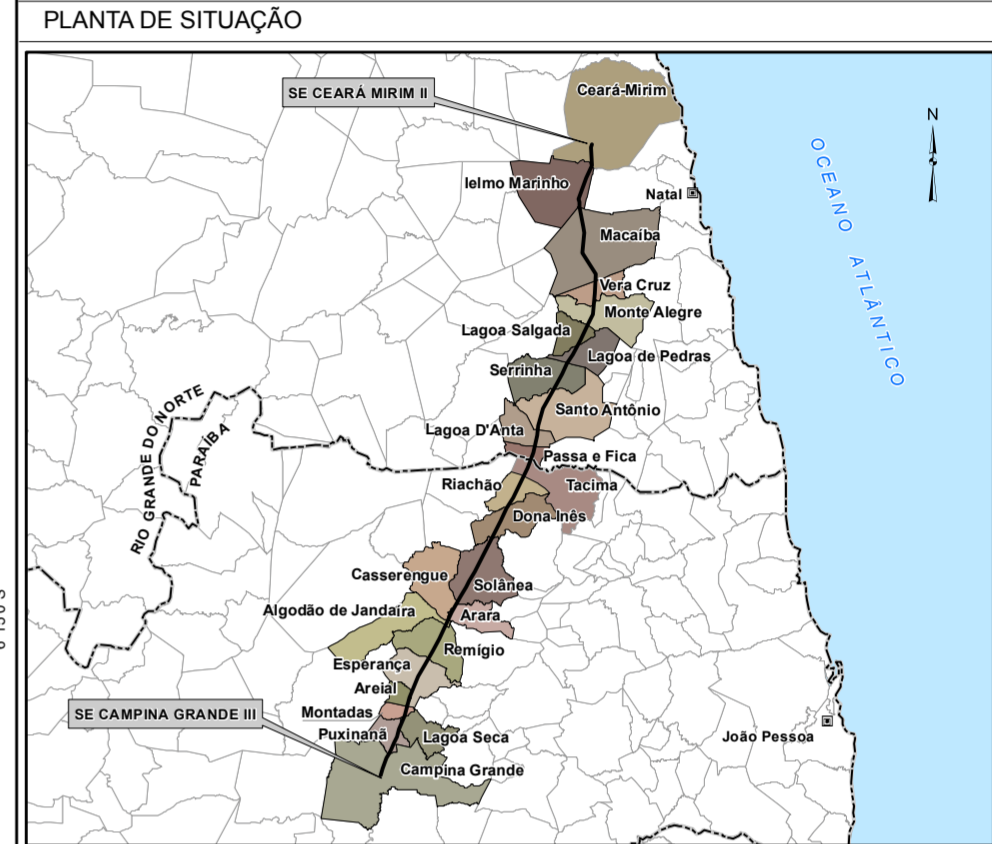 PLANTA DE SITUAÇÃO
SE CEARÁ MIRIM II
Ceará-Mirim
N
Ielmo Marinho
Natal
OCEANO ATLÂNTICO
Macaíba
Vera Cruz
Monte Alegre
Lagoa Salgada
Lagoa de Pedras
Serrinha
Santo Antônio
RIO GRANDE DO NORTE
PARAÍBA
Lagoa D'Anta
Passa e Fica
Riachão
Tacima
Dona Inês
Casserengue
Solânea
Algodão de Jandaíra
Arara
Remígio
Esperança
Areial
Montadas
SE CAMPINA GRANDE III
Puxinanã
Lagoa Seca
João Pessoa
Campina Grande